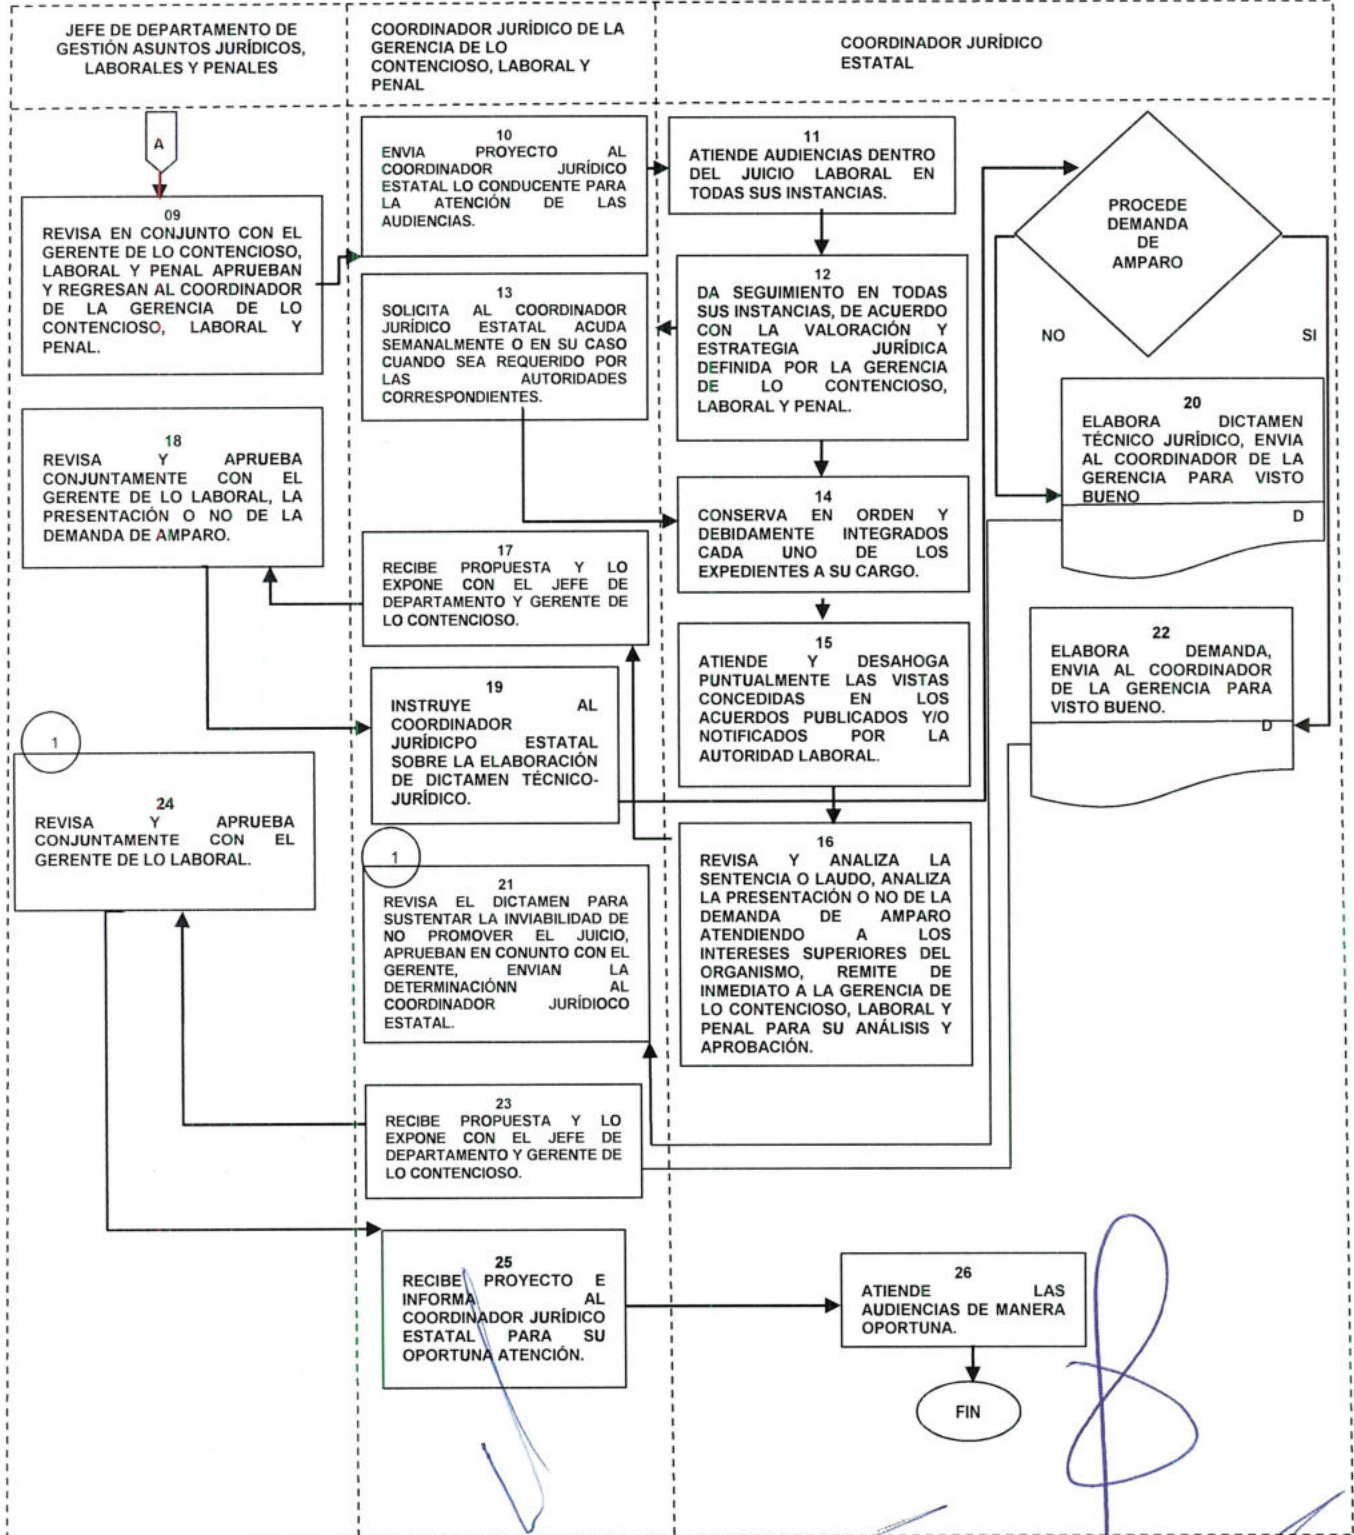 JEFE DE DEPARTAMENTO DE
GESTIÓN ASUNTOS JURÍDICOS,
LABORALES Y PENALES
COORDINADOR JURÍDICO DE LA
GERENCIA DE LO
CONTENCIOSO, LABORAL Y
PENAL
COORDINADOR JURÍDICO
ESTATAL
A
09
REVISA EN CONJUNTO CON EL
GERENTE DE LO CONTENCIOSO,
LABORAL Y PENAL APRUEBAN
Y REGRESAN AL COORDINADOR
DE LA GERENCIA DE LO
CONTENCIOSO, LABORAL Y
PENAL.
10
ENVIA PROYECTO AL
COORDINADOR JURÍDICO
ESTATAL LO CONDUCENTE PARA
LA ATENCIÓN DE LAS
AUDIENCIAS.
11
ATIENDE AUDIENCIAS DENTRO
DEL JUICIO LABORAL EN
TODAS SUS INSTANCIAS.
PROCEDE
DEMANDA
DE
AMPARO
NO
SI
12
DA SEGUIMIENTO EN TODAS
SUS INSTANCIAS, DE ACUERDO
CON LA VALORACIÓN Y
ESTRATEGIA JURÍDICA
DEFINIDA POR LA GERENCIA
DE LO CONTENCIOSO,
LABORAL Y PENAL.
13
SOLICITA AL COORDINADOR
JURÍDICO ESTATAL ACUDA
SEMANALMENTE O EN SU CASO
CUANDO SEA REQUERIDO POR
LAS AUTORIDADES
CORRESPONDIENTES.
18
REVISA Y APRUEBA
CONJUNTAMENTE CON EL
GERENTE DE LO LABORAL, LA
PRESENTACIÓN O NO DE LA
DEMANDA DE AMPARO.
20
ELABORA DICTAMEN
TÉCNICO JURÍDICO, ENVIA
AL COORDINADOR DE LA
GERENCIA PARA VISTO
BUENO
D
14
CONSERVA EN ORDEN Y
DEBIDAMENTE INTEGRADOS
CADA UNO DE LOS
EXPEDIENTES A SU CARGO.
17
RECIBE PROPUESTA Y LO
EXPONE CON EL JEFE DE
DEPARTAMENTO Y GERENTE DE
LO CONTENCIOSO.
15
ATIENDE Y DESAHOGA
PUNTUALMENTE LAS VISTAS
CONCEDIDAS EN LOS
ACUERDOS PUBLICADOS Y/O
NOTIFICADOS POR LA
AUTORIDAD LABORAL.
22
ELABORA DEMANDA,
ENVIA AL COORDINADOR
DE LA GERENCIA PARA
VISTO BUENO.
D
19
INSTRUYE AL
COORDINADOR
JURÍDICPO ESTATAL
SOBRE LA ELABORACIÓN
DE DICTAMEN TÉCNICO-
JURÍDICO.
1
24
REVISA Y APRUEBA
CONJUNTAMENTE CON EL
GERENTE DE LO LABORAL.
16
REVISA Y ANALIZA LA
SENTENCIA O LAUDO, ANALIZA
LA PRESENTACIÓN O NO DE LA
DEMANDA DE AMPARO
ATENDIENDO A LOS
INTERESES SUPERIORES DEL
ORGANISMO, REMITE DE
INMEDIATO A LA GERENCIA DE
LO CONTENCIOSO, LABORAL Y
PENAL PARA SU ANÁLISIS Y
APROBACIÓN.
1
21
REVISA EL DICTAMEN PARA
SUSTENTAR LA INVIABILIDAD DE
NO PROMOVER EL JUICIO,
APRUEBAN EN CONUNTO CON EL
GERENTE, ENVIAN LA
DETERMINACIÓNN AL
COORDINADOR JURÍDIOCO
ESTATAL.
23
RECIBE PROPUESTA Y LO
EXPONE CON EL JEFE DE
DEPARTAMENTO Y GERENTE DE
LO CONTENCIOSO.
25
RECIBE PROYECTO E
INFORMA AL
COORDINADOR JURÍDICO
ESTATAL PARA SU
OPORTUNA ATENCIÓN.
26
ATIENDE LAS
AUDIENCIAS DE MANERA
OPORTUNA.
FIN